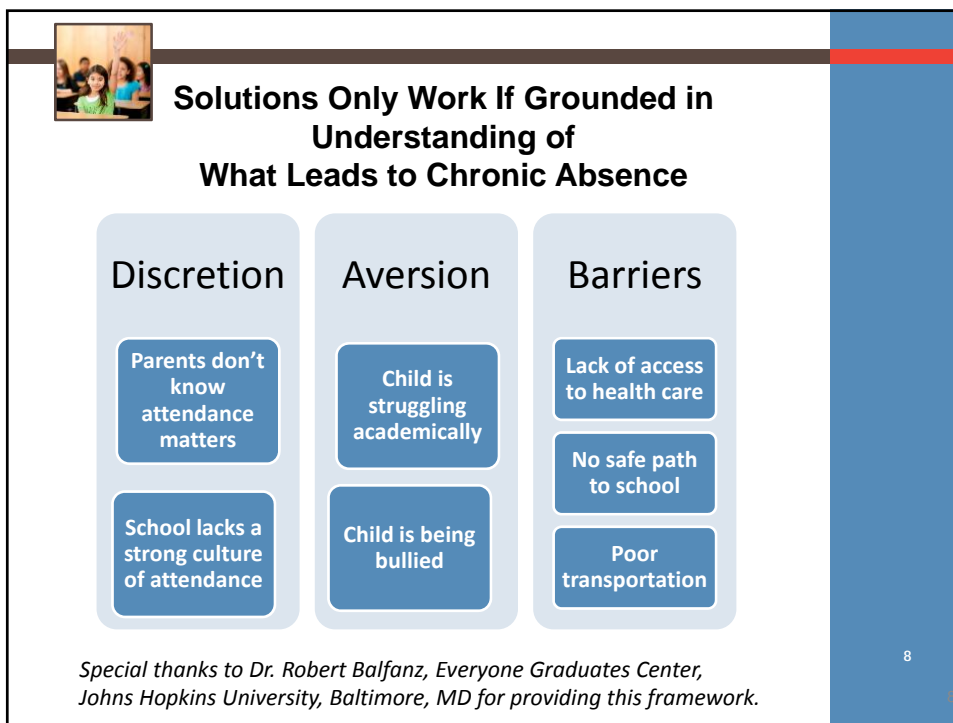 Solutions Only Work If Grounded in
Understanding of
What Leads to Chronic Absence
Discretion
Parents don’t
know
attendance
matters
School lacks a
strong culture
of attendance
Aversion
Child is
struggling
academically
Child is being
bullied
Barriers
Lack of access
to health care
No safe path
to school
Poor
transportation
Special thanks to Dr. Robert Balfanz, Everyone Graduates Center,
Johns Hopkins University, Baltimore, MD for providing this framework.
8
8